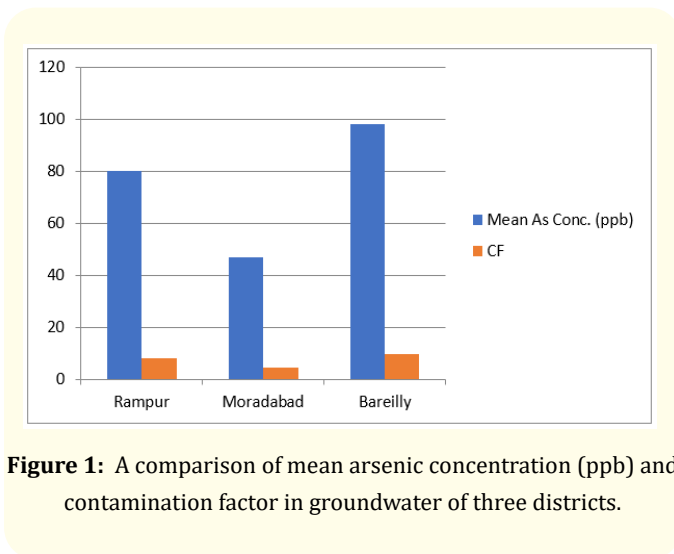 120
100
80
60
40
20
0
Rampur Moradabad Bareilly
Mean As Conc. (ppb)
CF
Figure 1: A comparison of mean arsenic concentration (ppb) and
contamination factor in groundwater of three districts.